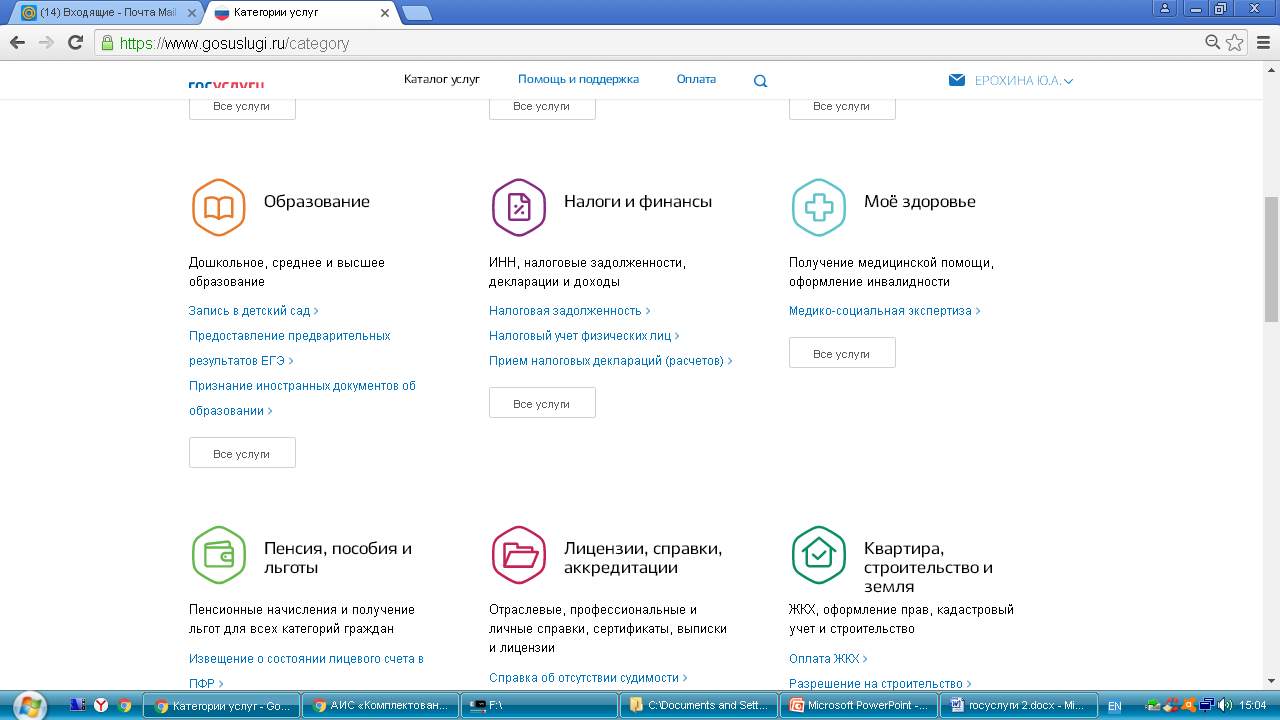 (14) Входящие - Почта Mail
Категории услуг
https://www.gosuslugi.ru/category
госуслуги
Каталог услуг
Помощь и поддержка
Оплата
ЕРОХИНА Ю.А.
Все услуги
Все услуги
Все услуги
Образование
Дошкольное, среднее и высшее
образование
Запись в детский сад >
Предоставление предварительных
результатов ЕГЭ >
Признание иностранных документов об
образовании >
Все услуги
Налоги и финансы
ИНН, налоговые задолженности,
декларации и доходы
Налоговая задолженность >
Налоговый учет физических лиц >
Прием налоговых деклараций (расчетов) >
Все услуги
Моё здоровье
Получение медицинской помощи,
оформление инвалидности
Медико-социальная экспертиза >
Все услуги
Пенсия, пособия и
льготы
Пенсионные начисления и получение
льгот для всех категорий граждан
Извещение о состоянии лицевого счета в
ПФР >
Лицензии, справки,
аккредитации
Отраслевые, профессиональные и
личные справки, сертификаты, выписки
и лицензии
Справка об отсутствии судимости >
Квартира,
строительство и
земля
ЖКХ, оформление прав, кадастровый
учет и строительство
Оплата ЖКХ >
Разрешение на строительство >
Категории услуг - Go...
АИС «Комплектован...
F:\
C:\Documents and Sett...
Microsoft PowerPoint -...
госуслуги 2.docx - Mi...
EN
15:04